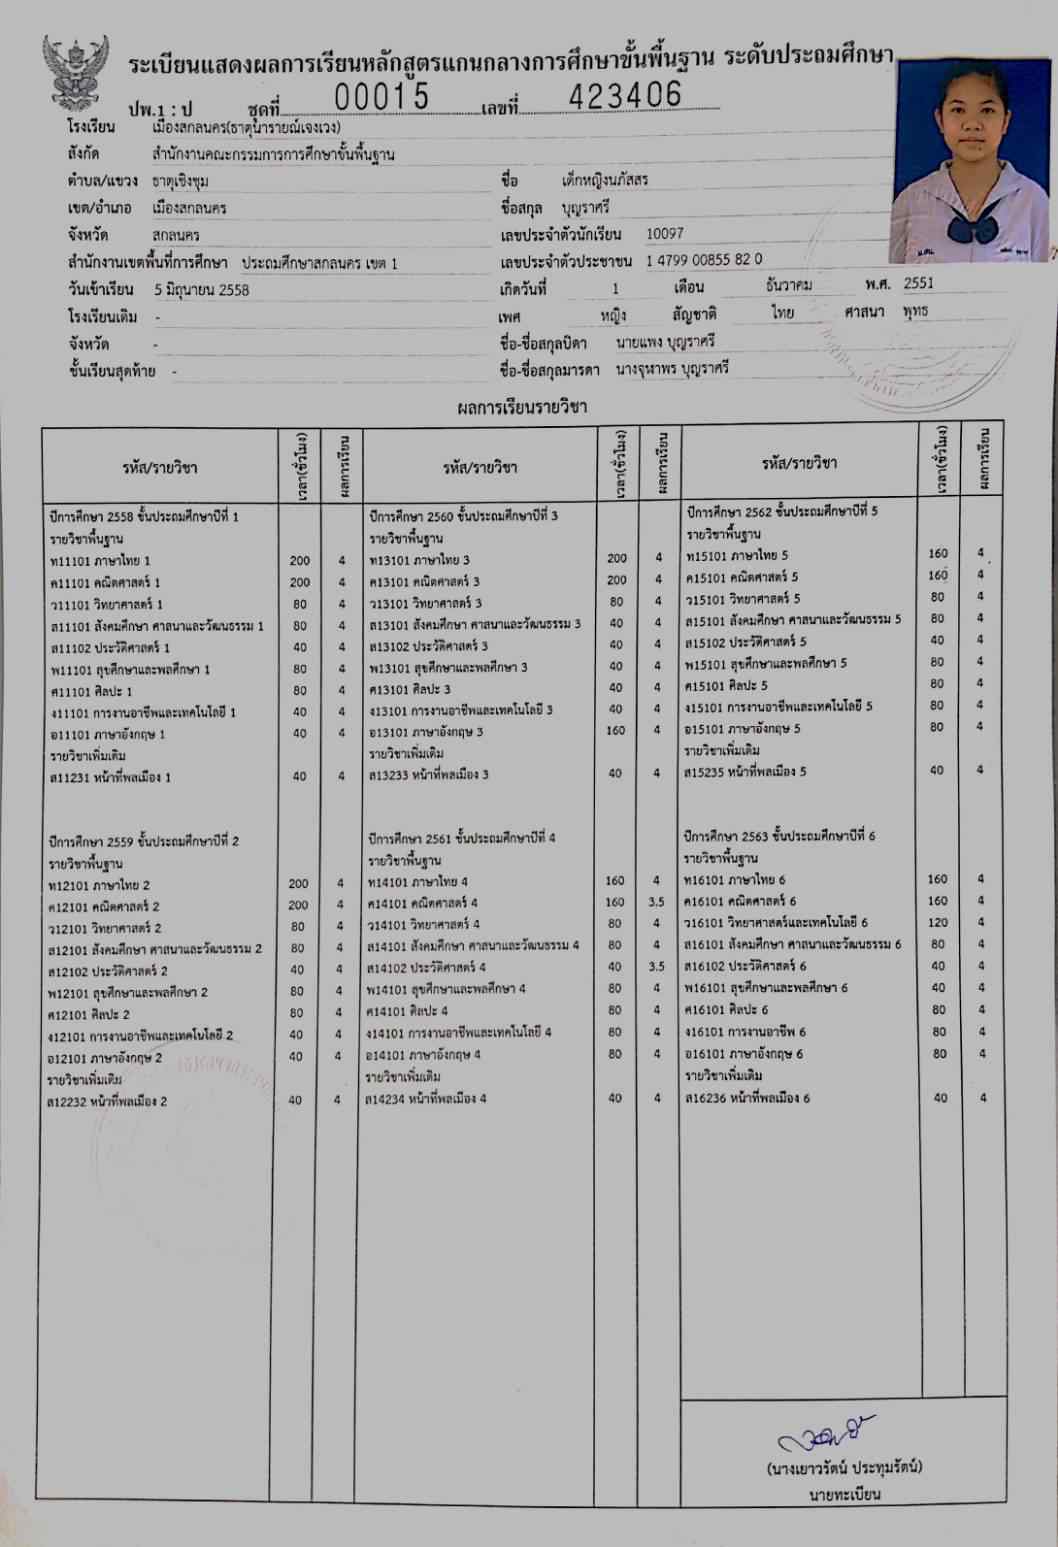 ระเบียนแสดงผลการเรียนหลักสูตรแกนกลางการศึกษาขั้นพื้นฐาน ระดับประถมศึกษา
ปพ.1 : ป ชุดที่ 00015 เลขที่ 423406
โรงเรียน เมืองสกลนคร(ธาตุนารายณ์เจงเวง)
สังกัด สำนักงานคณะกรรมการการศึกษาขั้นพื้นฐาน
ตำบล/แขวง ธาตุเชิงชุม ชื่อ เด็กหญิงนภัสสร
เขต/อำเภอ เมืองสกลนคร ชื่อสกุล บุญราศรี
จังหวัด สกลนคร เลขประจำตัวนักเรียน 10097
สำนักงานเขตพื้นที่การศึกษา ประถมศึกษาสกลนคร เขต 1 เลขประจำตัวประชาชน 1 4799 00855 82 0
วันเข้าเรียน 5 มิถุนายน 2558 เกิดวันที่ 1 เดือน ธันวาคม พ.ศ. 2551
โรงเรียนเดิม - เพศ หญิง สัญชาติ ไทย ศาสนา พุทธ
จังหวัด - ชื่อ-ชื่อสกุลบิดา นายแพง บุญราศรี
ชั้นเรียนสุดท้าย - ชื่อ-ชื่อสกุลมารดา นางจุฬาพร บุญราศรี
ผลการเรียนรายวิชา
รหัส/รายวิชา เวลา(ชั่วโมง) ผลการเรียน รหัส/รายวิชา เวลา(ชั่วโมง) ผลการเรียน รหัส/รายวิชา เวลา(ชั่วโมง) ผลการเรียน
ปีการศึกษา 2558 ชั้นประถมศึกษาปีที่ 1
รายวิชาพื้นฐาน
ท11101 ภาษาไทย 1 200 4
ค11101 คณิตศาสตร์ 1 200 4
ว11101 วิทยาศาสตร์ 1 80 4
ส11101 สังคมศึกษา ศาสนาและวัฒนธรรม 1 80 4
ส11102 ประวัติศาสตร์ 1 40 4
พ11101 สุขศึกษาและพลศึกษา 1 80 4
ศ11101 ศิลปะ 1 80 4
ง11101 การงานอาชีพและเทคโนโลยี 1 40 4
อ11101 ภาษาอังกฤษ 1 40 4
รายวิชาเพิ่มเติม
ส11231 หน้าที่พลเมือง 1 40 4
ปีการศึกษา 2559 ชั้นประถมศึกษาปีที่ 2
รายวิชาพื้นฐาน
ท12101 ภาษาไทย 2 200 4
ค12101 คณิตศาสตร์ 2 200 4
ว12101 วิทยาศาสตร์ 2 80 4
ส12101 สังคมศึกษา ศาสนาและวัฒนธรรม 2 80 4
ส12102 ประวัติศาสตร์ 2 40 4
พ12101 สุขศึกษาและพลศึกษา 2 80 4
ศ12101 ศิลปะ 2 80 4
ง12101 การงานอาชีพและเทคโนโลยี 2 40 4
อ12101 ภาษาอังกฤษ 2 40 4
รายวิชาเพิ่มเติม
ส12232 หน้าที่พลเมือง 2 40 4
ปีการศึกษา 2560 ชั้นประถมศึกษาปีที่ 3
รายวิชาพื้นฐาน
ท13101 ภาษาไทย 3 200 4
ค13101 คณิตศาสตร์ 3 200 4
ว13101 วิทยาศาสตร์ 3 80 4
ส13101 สังคมศึกษา ศาสนาและวัฒนธรรม 3 40 4
ส13102 ประวัติศาสตร์ 3 40 4
พ13101 สุขศึกษาและพลศึกษา 3 40 4
ศ13101 ศิลปะ 3 40 4
ง13101 การงานอาชีพและเทคโนโลยี 3 40 4
อ13101 ภาษาอังกฤษ 3 160 4
รายวิชาเพิ่มเติม
ส13233 หน้าที่พลเมือง 3 40 4
ปีการศึกษา 2561 ชั้นประถมศึกษาปีที่ 4
รายวิชาพื้นฐาน
ท14101 ภาษาไทย 4 160 4
ค14101 คณิตศาสตร์ 4 160 3.5
ว14101 วิทยาศาสตร์ 4 80 4
ส14101 สังคมศึกษา ศาสนาและวัฒนธรรม 4 80 4
ส14102 ประวัติศาสตร์ 4 40 3.5
พ14101 สุขศึกษาและพลศึกษา 4 80 4
ศ14101 ศิลปะ 4 80 4
ง14101 การงานอาชีพและเทคโนโลยี 4 80 4
อ14101 ภาษาอังกฤษ 4 80 4
รายวิชาเพิ่มเติม
ส14234 หน้าที่พลเมือง 4 40 4
ปีการศึกษา 2562 ชั้นประถมศึกษาปีที่ 5
รายวิชาพื้นฐาน
ท15101 ภาษาไทย 5 160 4
ค15101 คณิตศาสตร์ 5 160 4
ว15101 วิทยาศาสตร์ 5 80 4
ส15101 สังคมศึกษา ศาสนาและวัฒนธรรม 5 80 4
ส15102 ประวัติศาสตร์ 5 40 4
พ15101 สุขศึกษาและพลศึกษา 5 80 4
ศ15101 ศิลปะ 5 80 4
ง15101 การงานอาชีพและเทคโนโลยี 5 80 4
อ15101 ภาษาอังกฤษ 5 80 4
รายวิชาเพิ่มเติม
ส15235 หน้าที่พลเมือง 5 40 4
ปีการศึกษา 2563 ชั้นประถมศึกษาปีที่ 6
รายวิชาพื้นฐาน
ท16101 ภาษาไทย 6 160 4
ค16101 คณิตศาสตร์ 6 160 4
ว16101 วิทยาศาสตร์และเทคโนโลยี 6 120 4
ส16101 สังคมศึกษา ศาสนาและวัฒนธรรม 6 80 4
ส16102 ประวัติศาสตร์ 6 40 4
พ16101 สุขศึกษาและพลศึกษา 6 40 4
ศ16101 ศิลปะ 6 80 4
ง16101 การงานอาชีพ 6 80 4
อ16101 ภาษาอังกฤษ 6 80 4
รายวิชาเพิ่มเติม
ส16236 หน้าที่พลเมือง 6 40 4
(นางเยาวรัตน์ ประทุมรัตน์)
นายทะเบียน